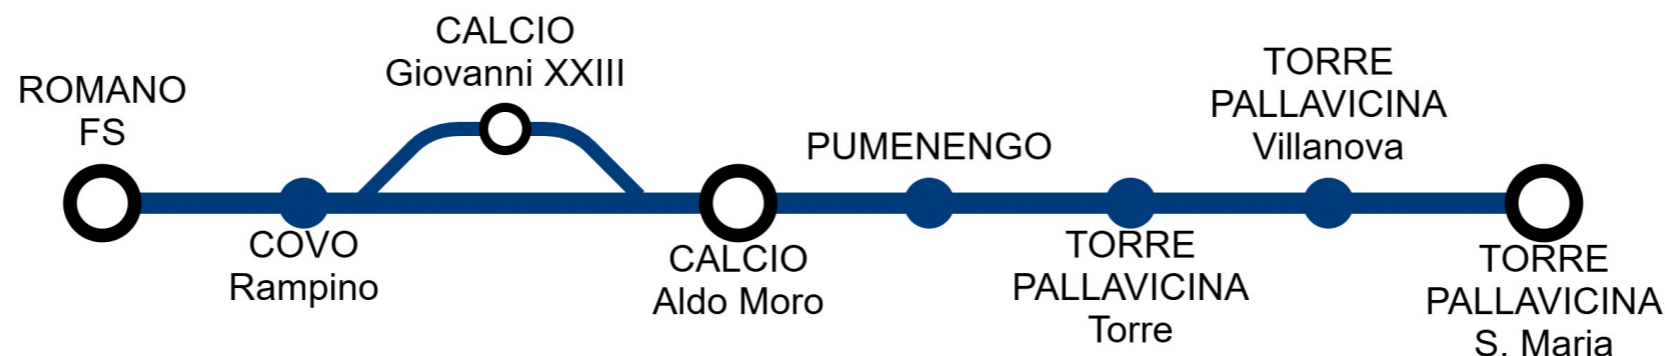 ROMANO
FS
COVO
Rampino
CALCIO
Giovanni XXIII
CALCIO
Aldo Moro
PUMENENGO
TORRE
PALLAVICINA
Torre
TORRE
PALLAVICINA
Villanova
TORRE
PALLAVICINA
S. Maria